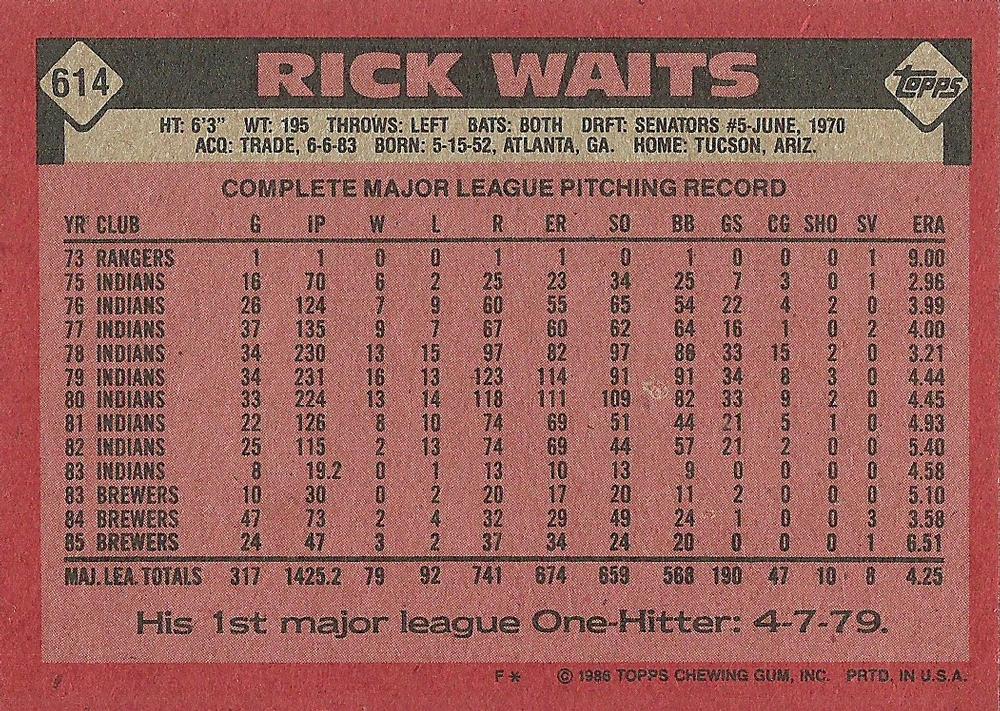 614 RICK WAITS topps
HT: 6'3" WT: 195 THROWS: LEFT BATS: BOTH DRFT: SENATORS #5-JUNE, 1970
ACQ: TRADE, 6-6-83 BORN: 5-15-52, ATLANTA, GA. HOME: TUCSON, ARIZ.
COMPLETE MAJOR LEAGUE PITCHING RECORD
YR CLUB G IP W L R ER SO BB GS CG SHO SV ERA
73 RANGERS 1 1 0 0 1 1 0 1 0 0 0 1 9.00
75 INDIANS 16 70 6 2 25 23 34 25 7 3 0 1 2.96
76 INDIANS 26 124 7 9 60 55 65 54 22 4 2 0 3.99
77 INDIANS 37 135 9 7 67 60 62 64 16 1 0 2 4.00
78 INDIANS 34 230 13 15 97 82 97 86 33 15 2 0 3.21
79 INDIANS 34 231 16 13 123 114 91 91 34 8 3 0 4.44
80 INDIANS 33 224 13 14 118 111 109 82 33 9 2 0 4.45
81 INDIANS 22 126 8 10 74 69 51 44 21 5 1 0 4.93
82 INDIANS 25 115 2 13 74 69 44 57 21 2 0 0 5.40
83 INDIANS 8 19.2 0 1 13 10 13 9 0 0 0 0 4.58
83 BREWERS 10 30 0 2 20 17 20 11 2 0 0 0 5.10
84 BREWERS 47 73 2 4 32 29 49 24 1 0 0 3 3.58
85 BREWERS 24 47 3 2 37 34 24 20 0 0 0 1 6.51
MAJ. LEA. TOTALS 317 1425.2 79 92 741 674 659 568 190 47 10 8 4.25
His 1st major league One-Hitter: 4-7-79.
F* © 1986 TOPPS CHEWING GUM, INC. PRTD. IN U.S.A.